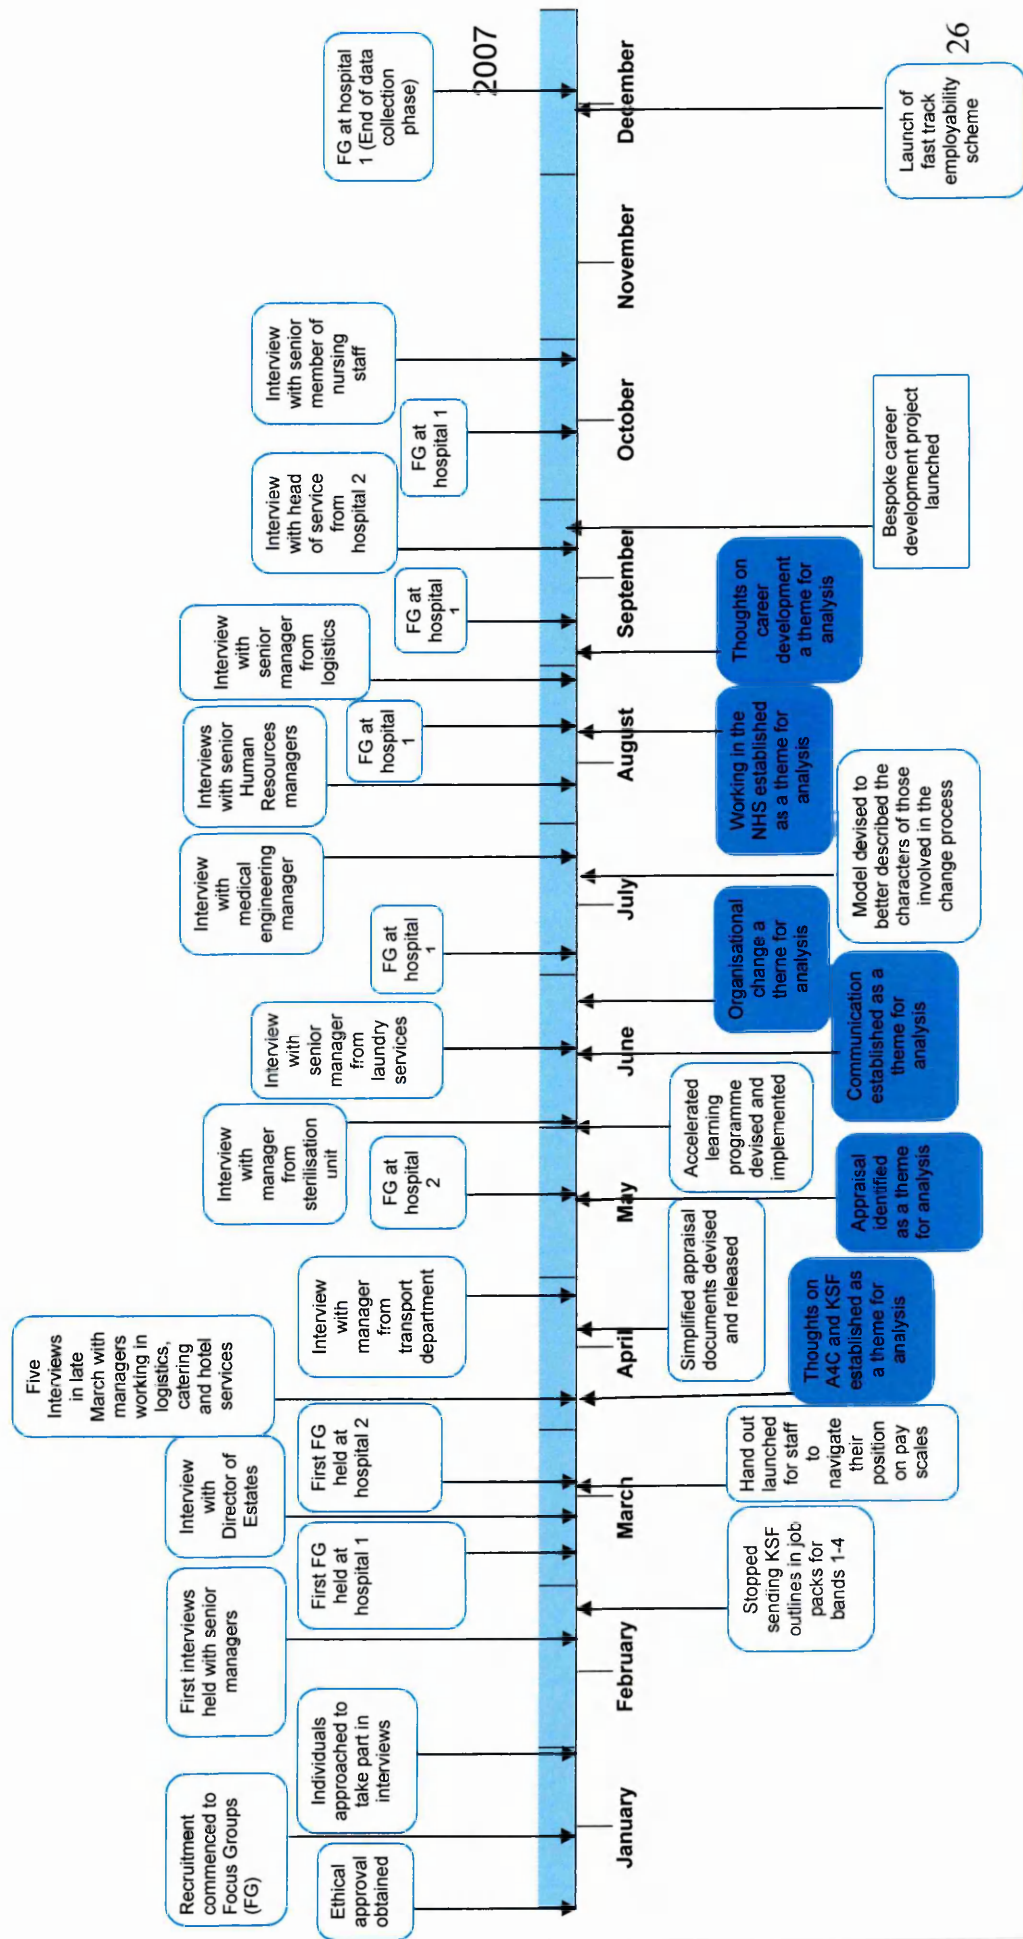 Recruitment
commenced to
Focus Groups
(FG)
Ethical
approval
obtained
Individuals
approached to
take part in
interviews
First interviews
held with senior
managers
First FG
held at
hospital 1
Interview
with
Director of
Estates
First FG
held at
hospital 2
Five
Interviews
in late
March with
managers
working in
logistics,
catering
and hotel
services
Interview
with
manager
from
transport
department
FG at
hospital
2
Interview
with
manager
from
sterilisation
unit
Interview
with
senior
manager
from
laundry
services
FG at
hospital
1
Interview
with
medical
engineering
manager
Interviews
with senior
Human
Resources
managers
FG at
hospital
1
Interview
with
senior
manager
from
logistics
FG at
hospital
1
Interview
with head
of service
from
hospital 2
FG at
hospital 1
Interview
with senior
member of
nursing
staff
FG at hospital
1 (End of data
collection
phase)
2007
January
February
March
April
May
June
July
August
September
October
November
December
Stopped
sending KSF
outlines in job
packs for
bands 1-4
Hand out
launched
for staff
to
navigate
their
position
on pay
scales
Thoughts on
A4C and KSF
established as
a theme for
analysis
Simplified appraisal
documents devised
and released
Appraisal
identified
as a theme
for analysis
Accelerated
learning
programme
devised and
implemented
Communication
established as a
theme for
analysis
Organisational
change a
theme for
analysis
Model devised to
better described the
characters of those
involved in the
change process
Working in the
NHS established
as a theme for
analysis
Thoughts on
career
development
a theme for
analysis
Bespoke career
development project
launched
Launch of
fast track
employability
scheme
26